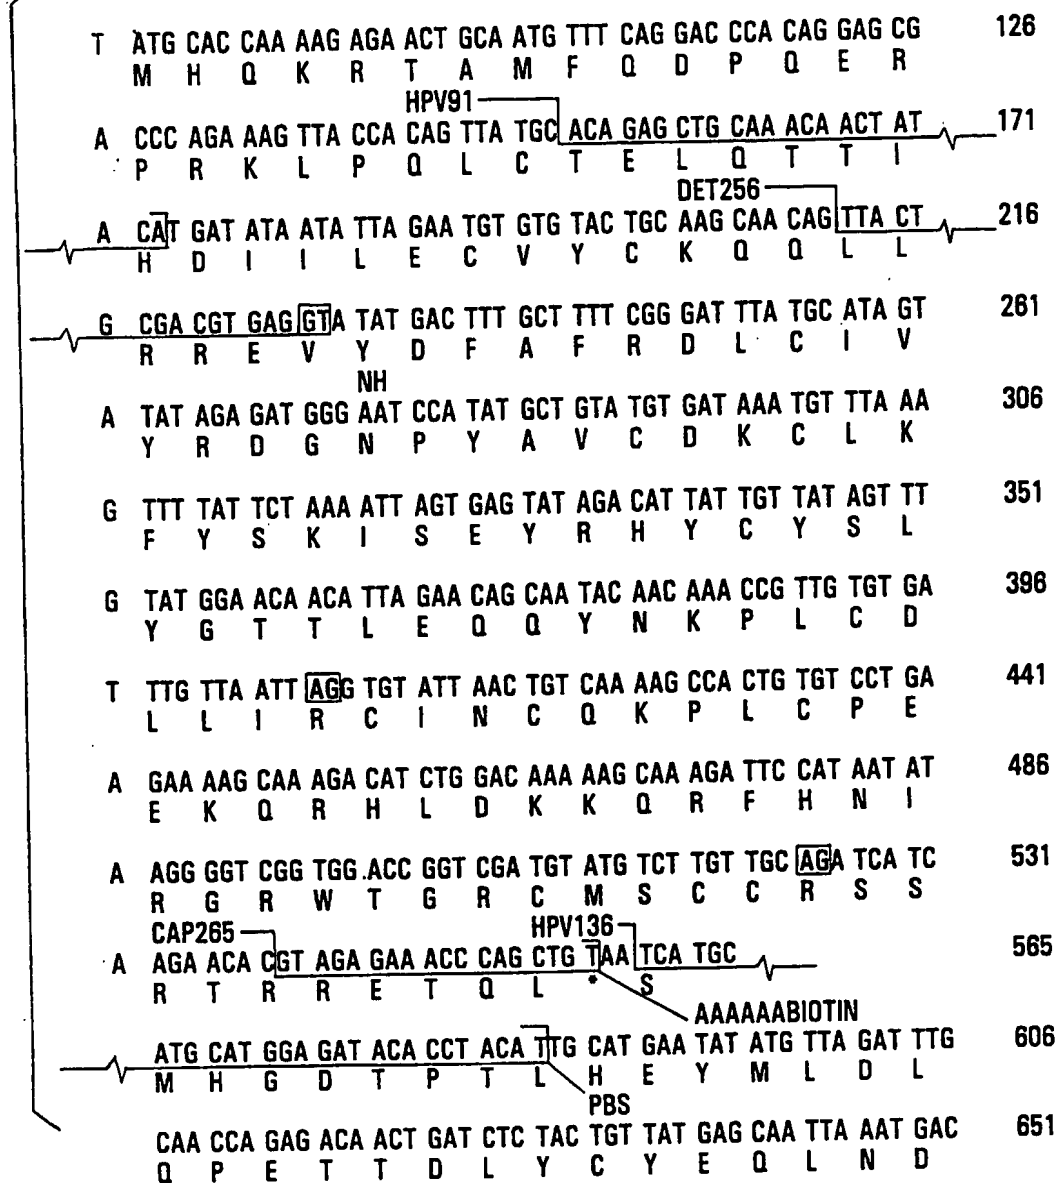 T ATG CAC CAA AAG AGA ACT GCA ATG TTT CAG GAC CCA CAG GAG CG 126
M H Q K R T A M F Q D P Q E R
HPV91
A CCC AGA AAG TTA CCA CAG TTA TGC ACA GAG CTG CAA ACA ACT AT 171
P R K L P Q L C T E L Q T T I
DET256
A CAT GAT ATA ATA TTA GAA TGT GTG TAC TGC AAG CAA CAG TTA CT 216
H D I I L E C V Y C K Q Q L L
G CGA CGT GAG GTA TAT GAC TTT GCT TTT CGG GAT TTA TGC ATA GT 261
R R E V Y D F A F R D L C I V
NH
A TAT AGA GAT GGG AAT CCA TAT GCT GTA TGT GAT AAA TGT TTA AA 306
Y R D G N P Y A V C D K C L K
G TTT TAT TCT AAA ATT AGT GAG TAT AGA CAT TAT TGT TAT AGT TT 351
F Y S K I S E Y R H Y C Y S L
G TAT GGA ACA ACA TTA GAA CAG CAA TAC AAC AAA CCG TTG TGT GA 396
Y G T T L E Q Q Y N K P L C D
T TTG TTA ATT AGG TGT ATT AAC TGT CAA AAG CCA CTG TGT CCT GA 441
L L I R C I N C Q K P L C P E
A GAA AAG CAA AGA CAT CTG GAC AAA AAG CAA AGA TTC CAT AAT AT 486
E K Q R H L D K K Q R F H N I
A AGG GGT CGG TGG ACC GGT CGA TGT ATG TCT TGT TGC AGA TCA TC 531
R G R W T G R C M S C C R S S
CAP265 HPV136
A AGA ACA CGT AGA GAA ACC CAG CTG TAA TCA TGC 565
R T R R E T Q L * S
AAAAAABIOTIN
ATG CAT GGA GAT ACA CCT ACA TTG CAT GAA TAT ATG TTA GAT TTG 606
M H G D T P T L H E Y M L D L
PBS
CAA CCA GAG ACA ACT GAT CTC TAC TGT TAT GAG CAA TTA AAT GAC 651
Q P E T T D L Y C Y E Q L N D